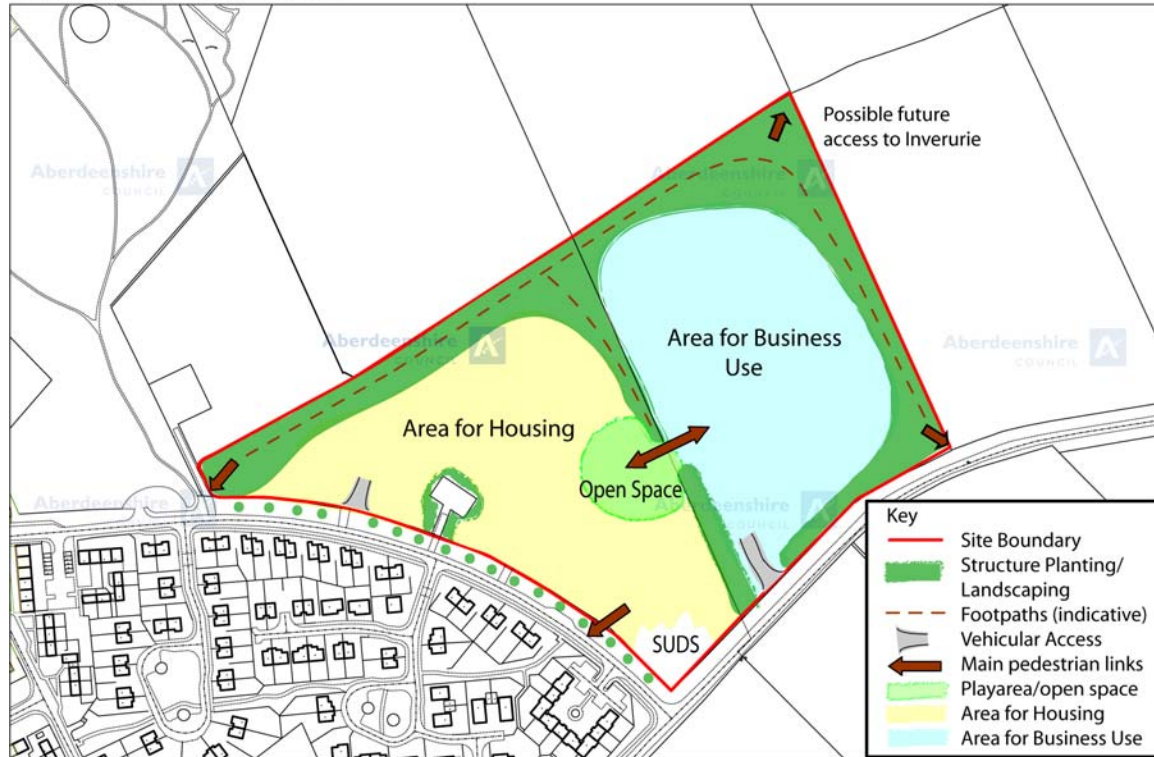 Possible future
access to Inverurie
Aberdeenshire
COUNCIL
Aberdeenshire
COUNCIL
Area for Business
Use
Aberdeenshire
COUNCIL
Aberdeenshire
COUNCIL
Area for Housing
Open Space
Aberdeenshire
COUNCIL
Aberdeenshire
COUNCIL
SUDS
Key
Site Boundary
Structure Planting/
Landscaping
Footpaths (indicative)
Vehicular Access
Main pedestrian links
Playarea/open space
Area for Housing
Area for Business Use